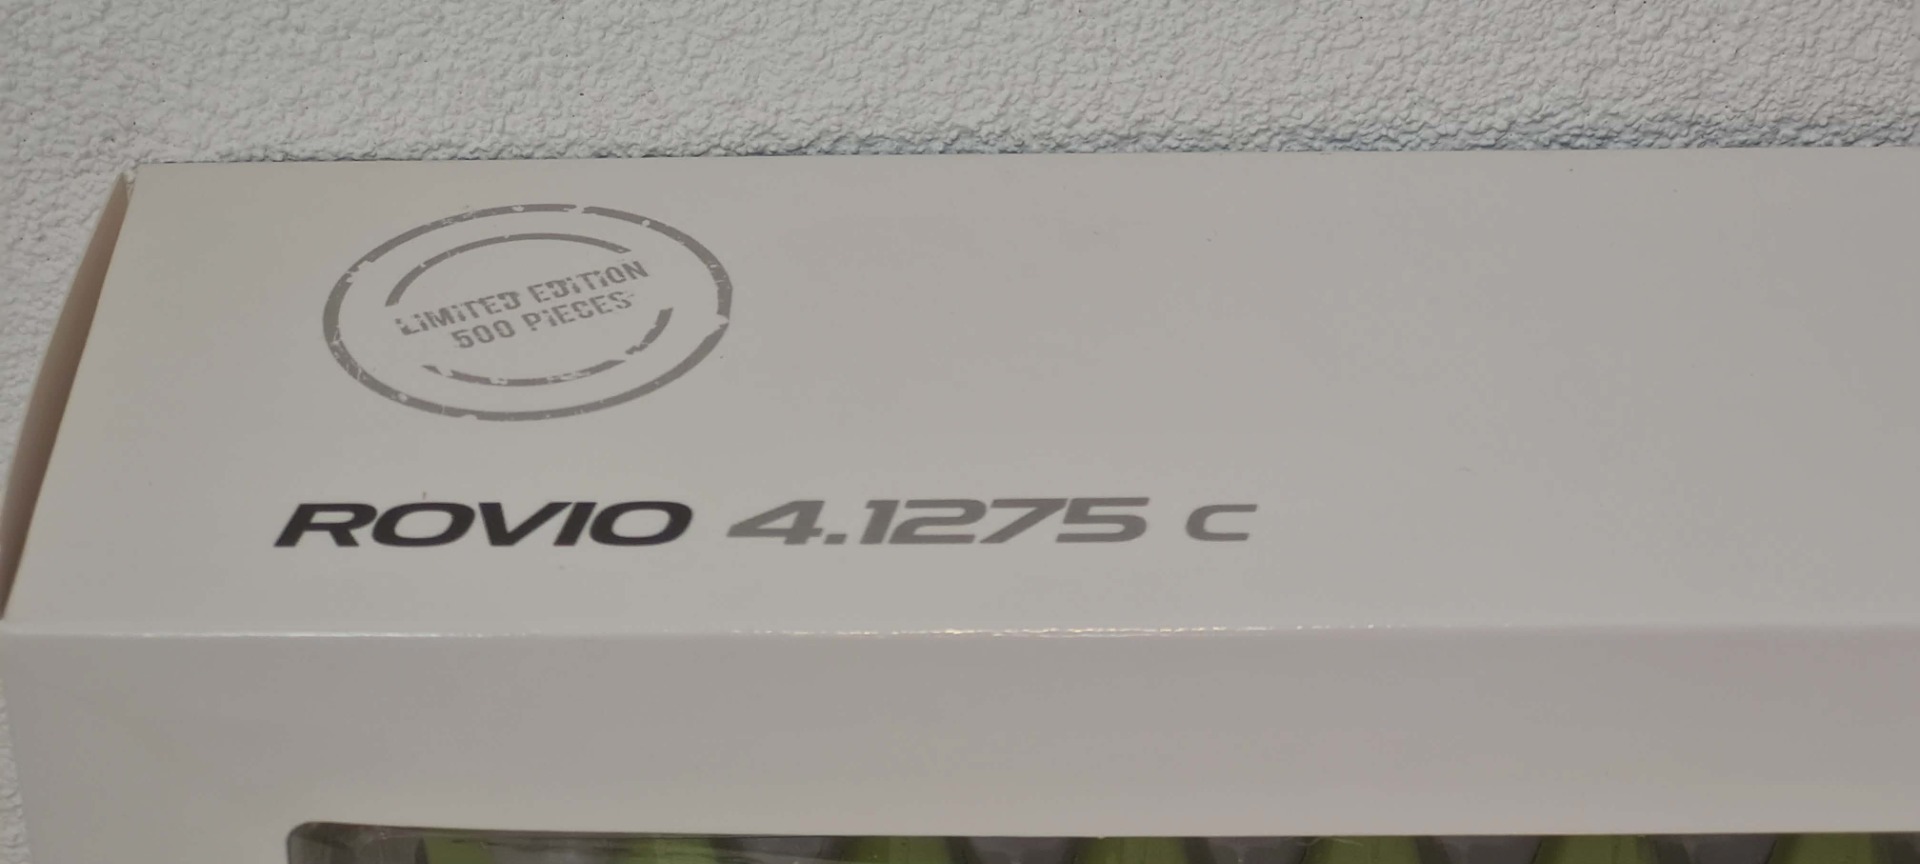 LIMITED EDITION
500 PIECES
ROVIO 4.1275 C